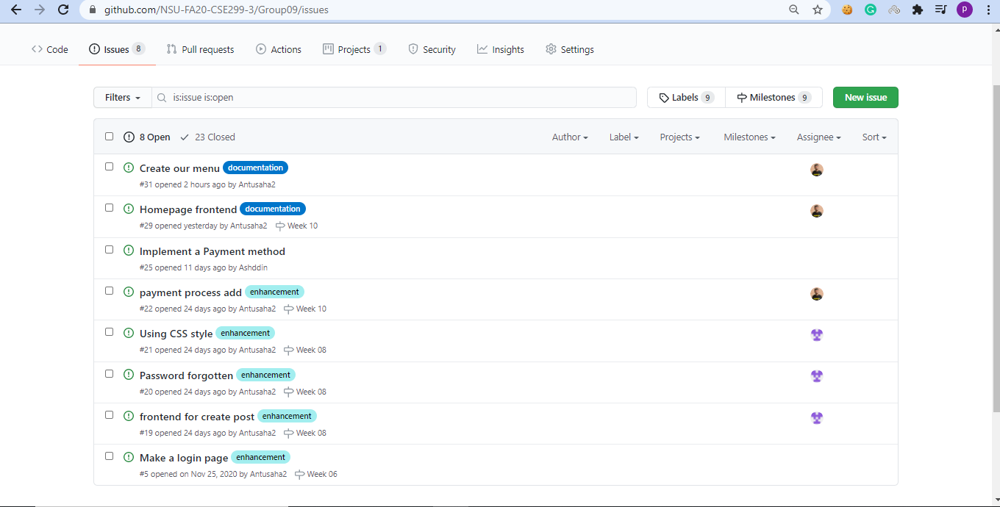 github.com/NSU-FA20-CSE299-3/Group09/issues
P
Code Issues 8 Pull requests Actions Projects 1 Security Insights Settings
Filters is:issue is:open Labels 9 Milestones 9 New issue
8 Open 23 Closed Author Label Projects Milestones Assignee Sort
Create our menu documentation
#31 opened 2 hours ago by Antusaha2
Homepage frontend documentation
#29 opened yesterday by Antusaha2 Week 10
Implement a Payment method
#25 opened 11 days ago by Ashddin
payment process add enhancement
#22 opened 24 days ago by Antusaha2 Week 10
Using CSS style enhancement
#21 opened 24 days ago by Antusaha2 Week 08
Password forgotten enhancement
#20 opened 24 days ago by Antusaha2 Week 08
frontend for create post enhancement
#19 opened 24 days ago by Antusaha2 Week 08
Make a login page enhancement
#5 opened on Nov 25, 2020 by Antusaha2 Week 06